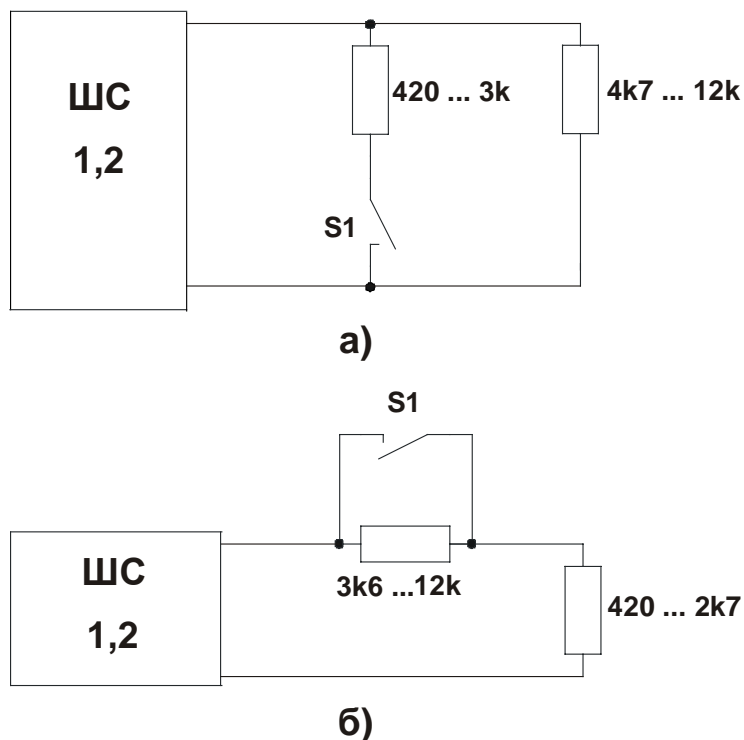 ШС
1,2
420 ... 3k
4k7 ... 12k
S1
а)
S1
ШС
1,2
3k6 ...12k
420 ... 2k7
б)